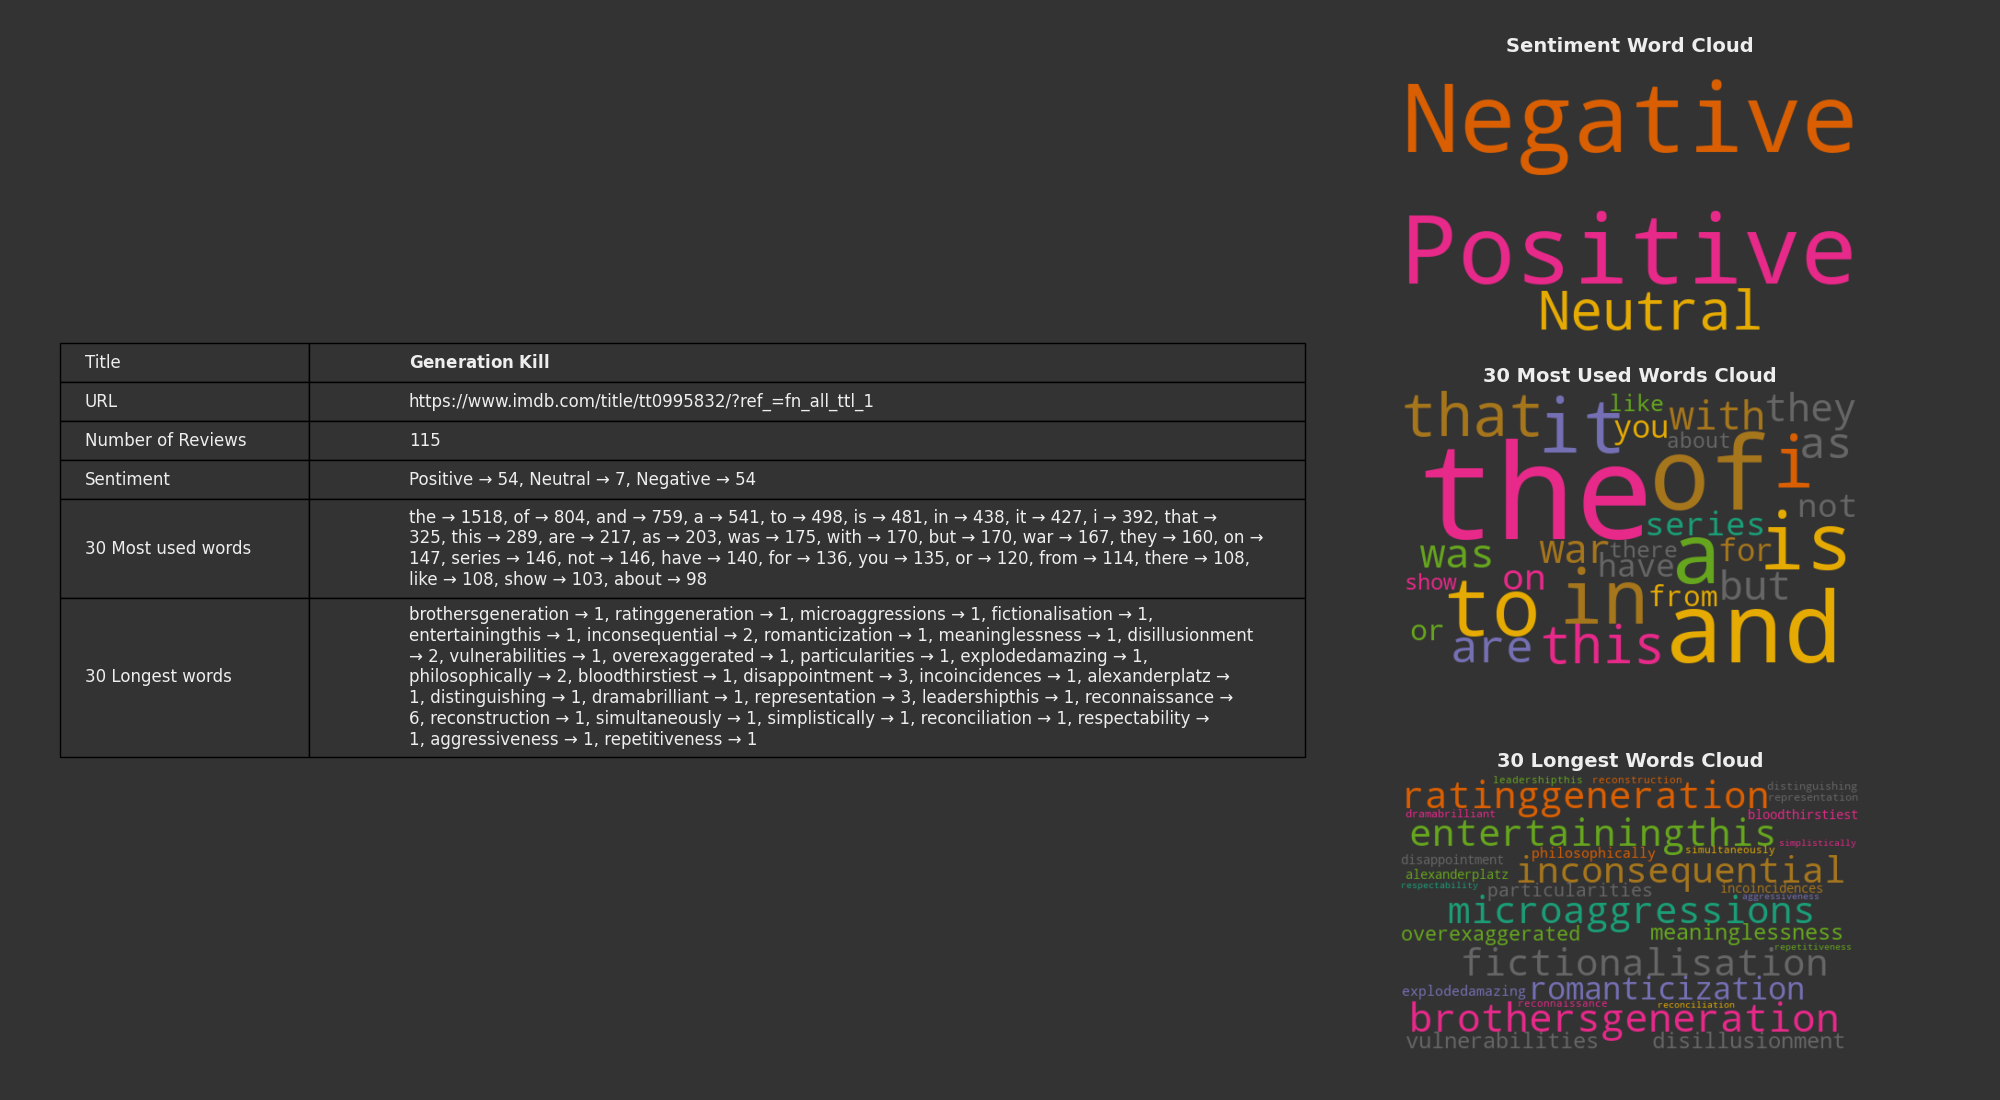 Title
Generation Kill
URL
https://www.imdb.com/title/tt0995832/?ref_=fn_all_ttl_1
Number of Reviews
115
Sentiment
Positive → 54, Neutral → 7, Negative → 54
30 Most used words
the → 1518, of → 804, and → 759, a → 541, to → 498, is → 481, in → 438, it → 427, i → 392, that →
325, this → 289, are → 217, as → 203, was → 175, with → 170, but → 170, war → 167, they → 160, on →
147, series → 146, not → 146, have → 140, for → 136, you → 135, or → 120, from → 114, there → 108,
like → 108, show → 103, about → 98
30 Longest words
brothersgeneration → 1, ratinggeneration → 1, microaggressions → 1, fictionalisation → 1,
entertainingthis → 1, inconsequential → 2, romanticization → 1, meaninglessness → 1, disillusionment
→ 2, vulnerabilities → 1, overexaggerated → 1, particularities → 1, explodedamazing → 1,
philosophically → 2, bloodthirstiest → 1, disappointment → 3, incoincidences → 1, alexanderplatz →
1, distinguishing → 1, dramabrilliant → 1, representation → 3, leadershipthis → 1, reconnaissance →
6, reconstruction → 1, simultaneously → 1, simplistically → 1, reconciliation → 1, respectability →
1, aggressiveness → 1, repetitiveness → 1
Sentiment Word Cloud
Negative
Positive
Neutral
30 Most Used Words Cloud
that
it
like
you
with
they
about
as
the
of
i
not
series
is
was
war
there
have
a
for
show
on
to
in
from
but
and
or
are
this
30 Longest Words Cloud
leadershipthis
reconstruction
ratinggeneration
distinguishing
representation
dramabrilliant
bloodthirstiest
entertainingthis
simplistically
philosophically
simultaneously
disappointment
inconsequential
alexanderplatz
respectability
particularities
incoincidences
aggressiveness
microaggressions
overexaggerated
meaninglessness
repetitiveness
fictionalisation
explodedamazing
romanticization
reconnaissance
reconciliation
brothersgeneration
vulnerabilities
disillusionment